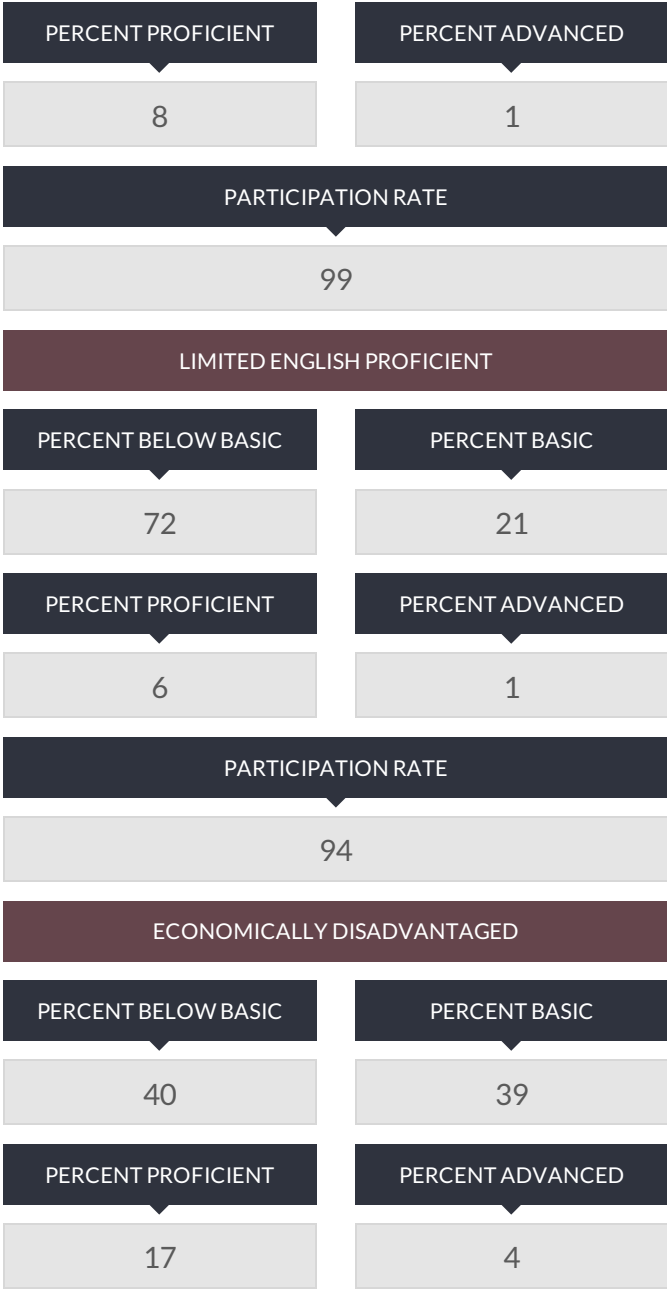 PERCENT PROFICIENT PERCENT ADVANCED
8 1
PARTICIPATION RATE
99
LIMITED ENGLISH PROFICIENT
PERCENT BELOW BASIC PERCENT BASIC
72 21
PERCENT PROFICIENT PERCENT ADVANCED
6 1
PARTICIPATION RATE
94
ECONOMICALLY DISADVANTAGED
PERCENT BELOW BASIC PERCENT BASIC
40 39
PERCENT PROFICIENT PERCENT ADVANCED
17 4